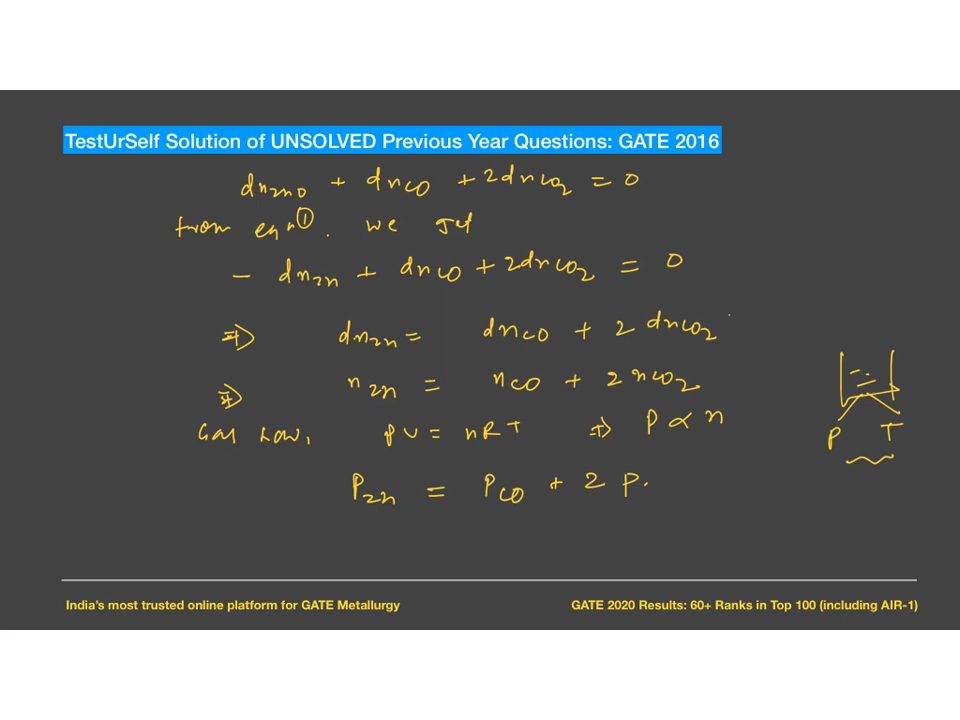 TestUrSelf Solution of UNSOLVED Previous Year Questions: GATE 2016
dnZnO + dnCO + 2dnCO2 = 0
from eqn ①. we get
- dnZn + dnCO + 2dnCO2 = 0
⇒ dnZn = dnCO + 2 dnCO2
⇒ nZn = nCO + 2 nCO2
Gas Law, PV = nRT ⇒ P ∝ n
P T
PZn = PCO + 2 P.
India's most trusted online platform for GATE Metallurgy
GATE 2020 Results: 60+ Ranks in Top 100 (including AIR-1)